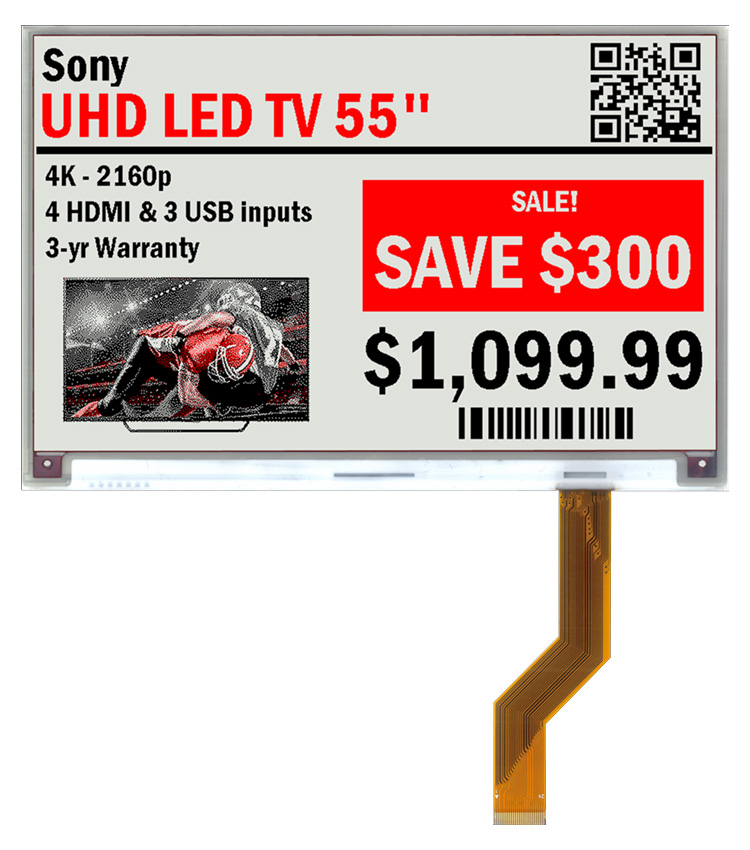 Sony
UHD LED TV 55"
4K - 2160p
4 HDMI & 3 USB inputs
3-yr Warranty
SALE!
SAVE $300
$1,099.99